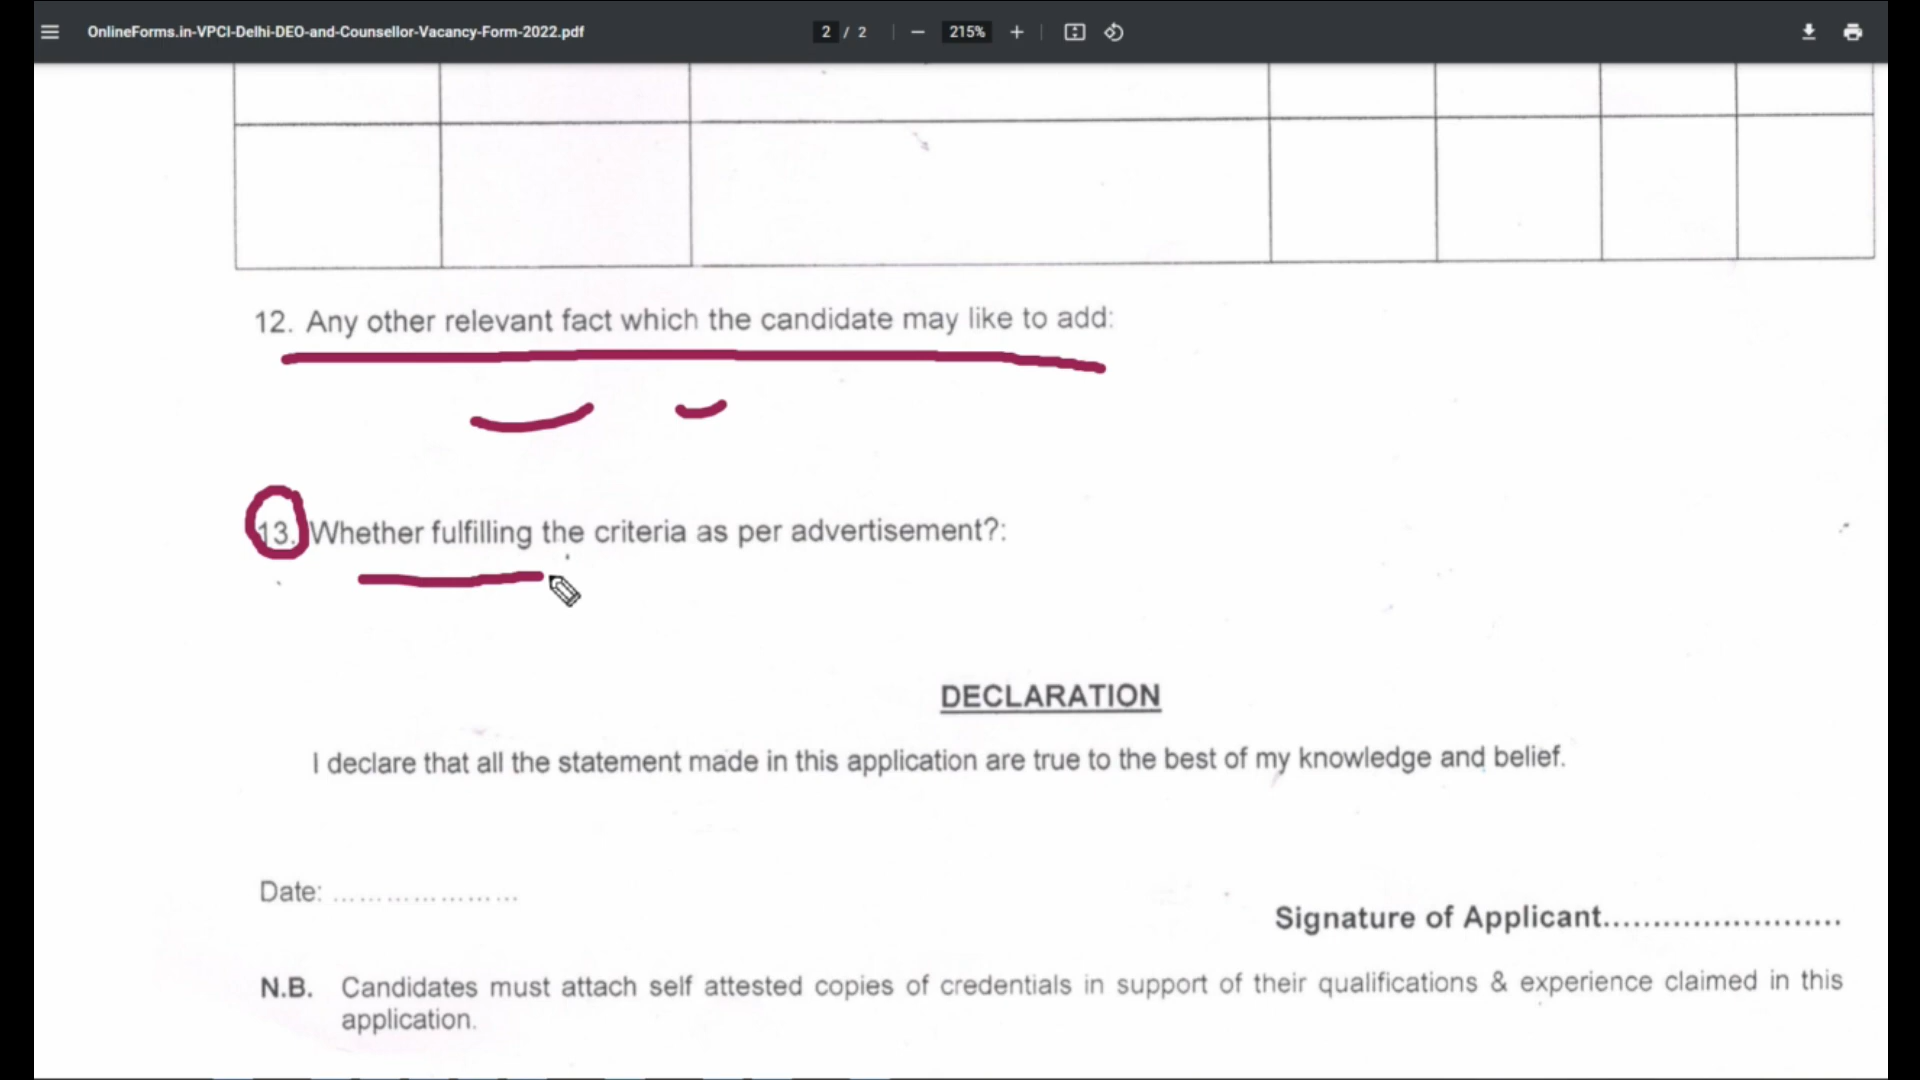 OnlineForms.in-VPCI-Delhi-DEO-and-Counsellor-Vacancy-Form-2022.pdf 2 / 2 215%
12. Any other relevant fact which the candidate may like to add:
13. Whether fulfilling the criteria as per advertisement?:
DECLARATION
I declare that all the statement made in this application are true to the best of my knowledge and belief.
Date: .....................
Signature of Applicant........................
N.B. Candidates must attach self attested copies of credentials in support of their qualifications & experience claimed in this
application.